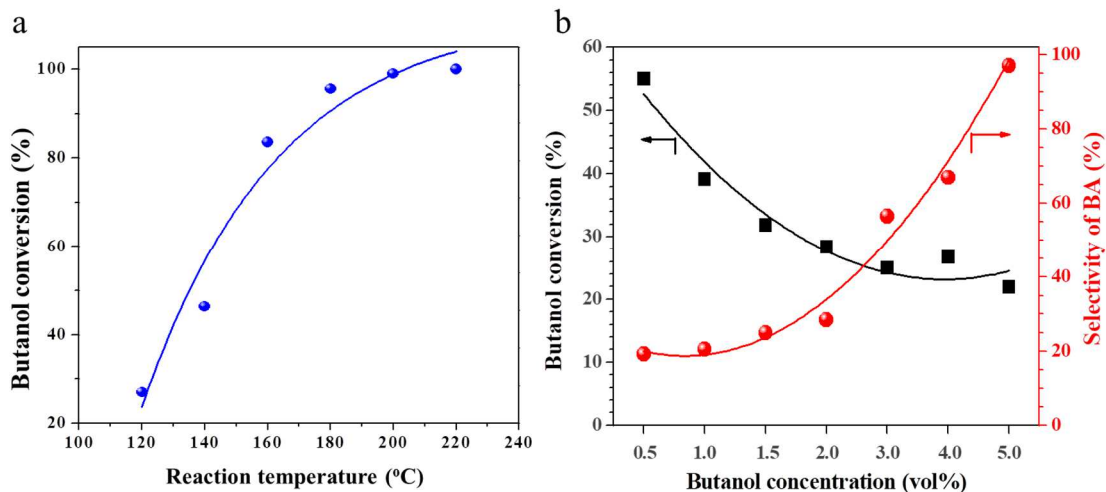 a
Butanol conversion (%)
100
80
60
40
20
100 120 140 160 180 200 220 240
Reaction temperature (ºC)
b
Butanol conversion (%)
60
50
40
30
20
10
0
0.5 1.0 1.5 2.0 3.0 4.0 5.0
Butanol concentration (vol%)
100
80
60
40
20
0
Selectivity of BA (%)